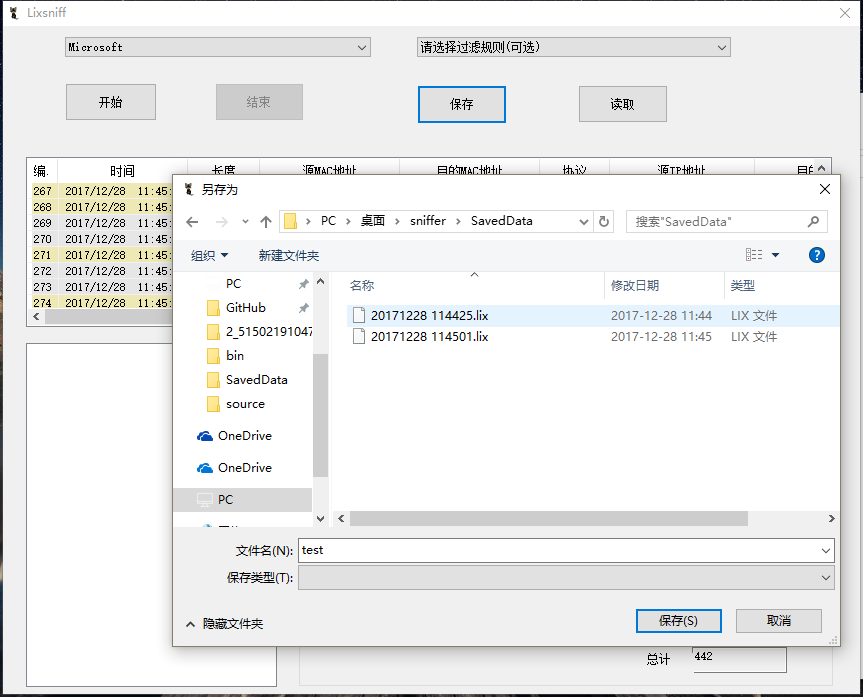 Lixsniff
Microsoft
请选择过滤规则(可选)
开始
结束
保存
读取
编. 时间 长度 源MAC地址 目的MAC地址 协议 源IP地址
267 2017/12/28 11:45:
268 2017/12/28 11:45:
269 2017/12/28 11:45:
270 2017/12/28 11:45:
271 2017/12/28 11:45:
272 2017/12/28 11:45:
273 2017/12/28 11:45:
274 2017/12/28 11:45:
另存为
PC > 桌面 > sniffer > SavedData
搜索"SavedData"
组织 新建文件夹
PC
GitHub
2_51502191047
bin
SavedData
source
OneDrive
OneDrive
PC
名称 修改日期 类型
20171228 114425.lix 2017-12-28 11:44 LIX 文件
20171228 114501.lix 2017-12-28 11:45 LIX 文件
文件名(N): test
保存类型(T):
隐藏文件夹
保存(S)
取消
总计 442